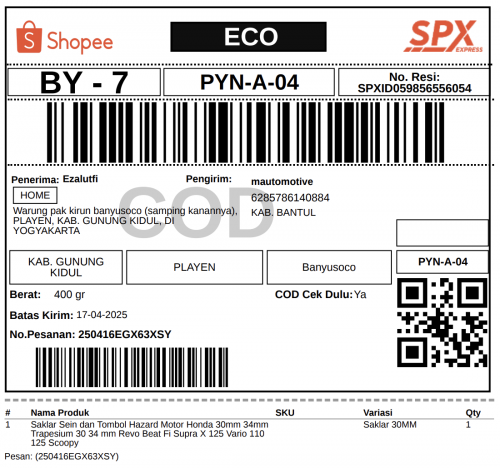 Shopee
ECO
SPX
EXPRESS
BY - 7
PYN-A-04
No. Resi:
SPXID059856556054
Penerima: Ezalutfi
Pengirim: mautomotive
HOME
6285786140884
Warung pak kirun banyusoco (samping kanannya),
PLAYEN, KAB. GUNUNG KIDUL, DI
YOGYAKARTA
KAB. BANTUL
COD
KAB. GUNUNG
KIDUL
PLAYEN
Banyusoco
PYN-A-04
Berat: 400 gr
COD Cek Dulu:Ya
Batas Kirim: 17-04-2025
No.Pesanan: 250416EGX63XSY
# Nama Produk SKU Variasi Qty
1 Saklar Sein dan Tombol Hazard Motor Honda 30mm 34mm Saklar 30MM 1
Trapesium 30 34 mm Revo Beat Fi Supra X 125 Vario 110
125 Scoopy
Pesan: (250416EGX63XSY)